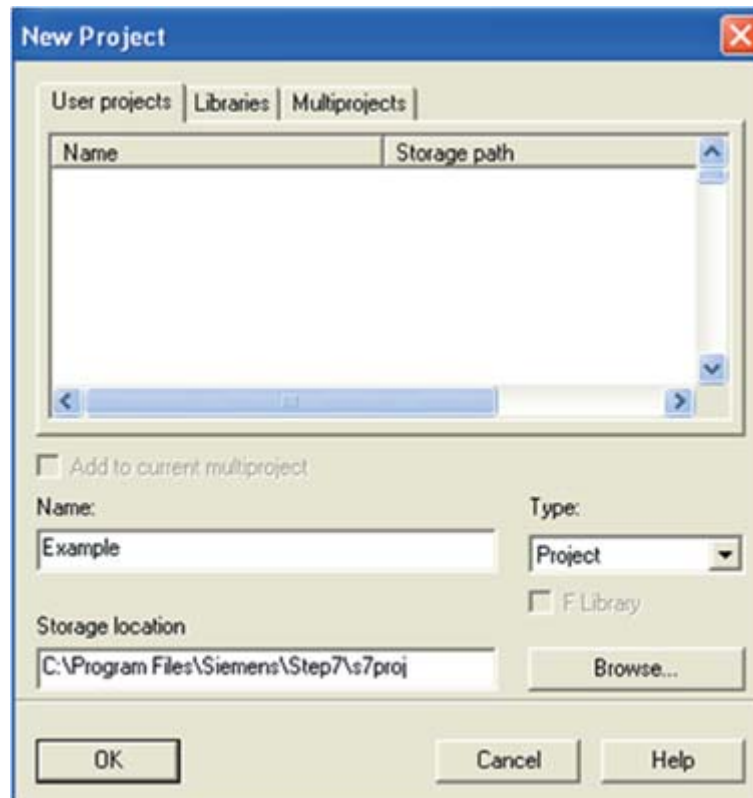 New Project
User projects Libraries Multiprojects
Name Storage path
Add to current multiproject
Name: Type:
Example Project
F Library
Storage location
C:\Program Files\Siemens\Step7\s7proj Browse...
OK Cancel Help